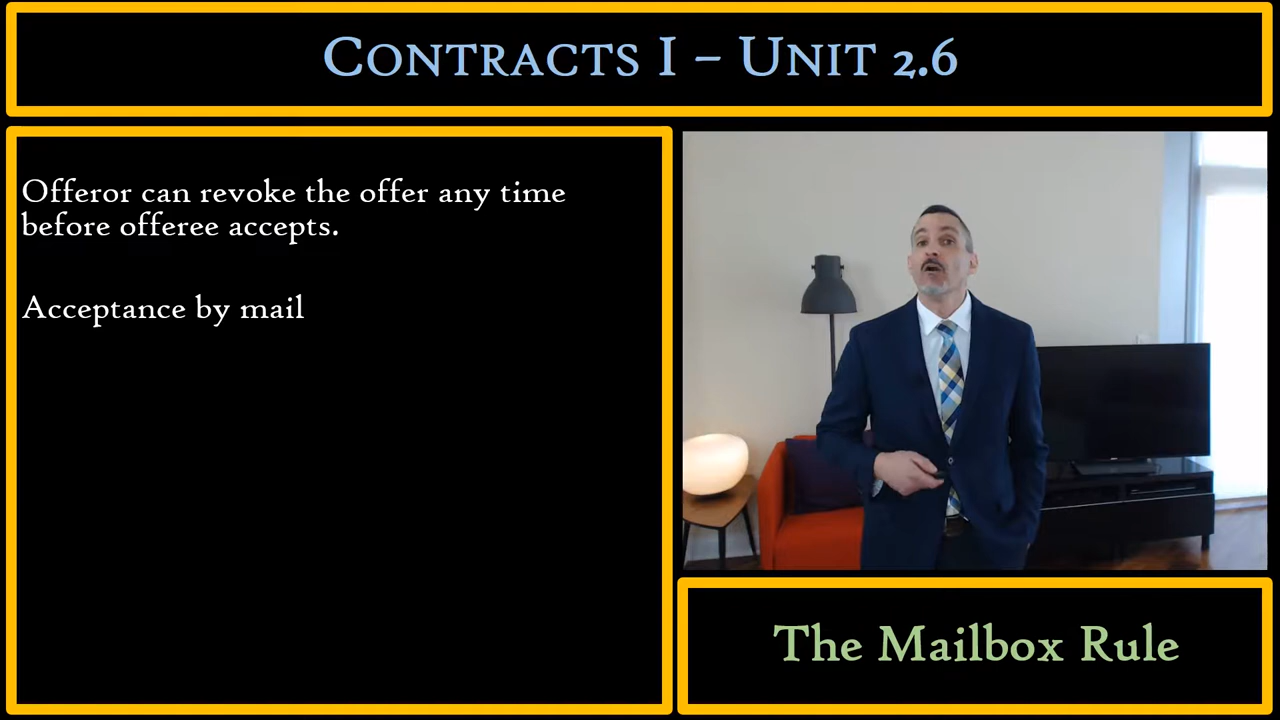 Contracts I – Unit 2.6
Offeror can revoke the offer any time
before offeree accepts.
Acceptance by mail
The Mailbox Rule